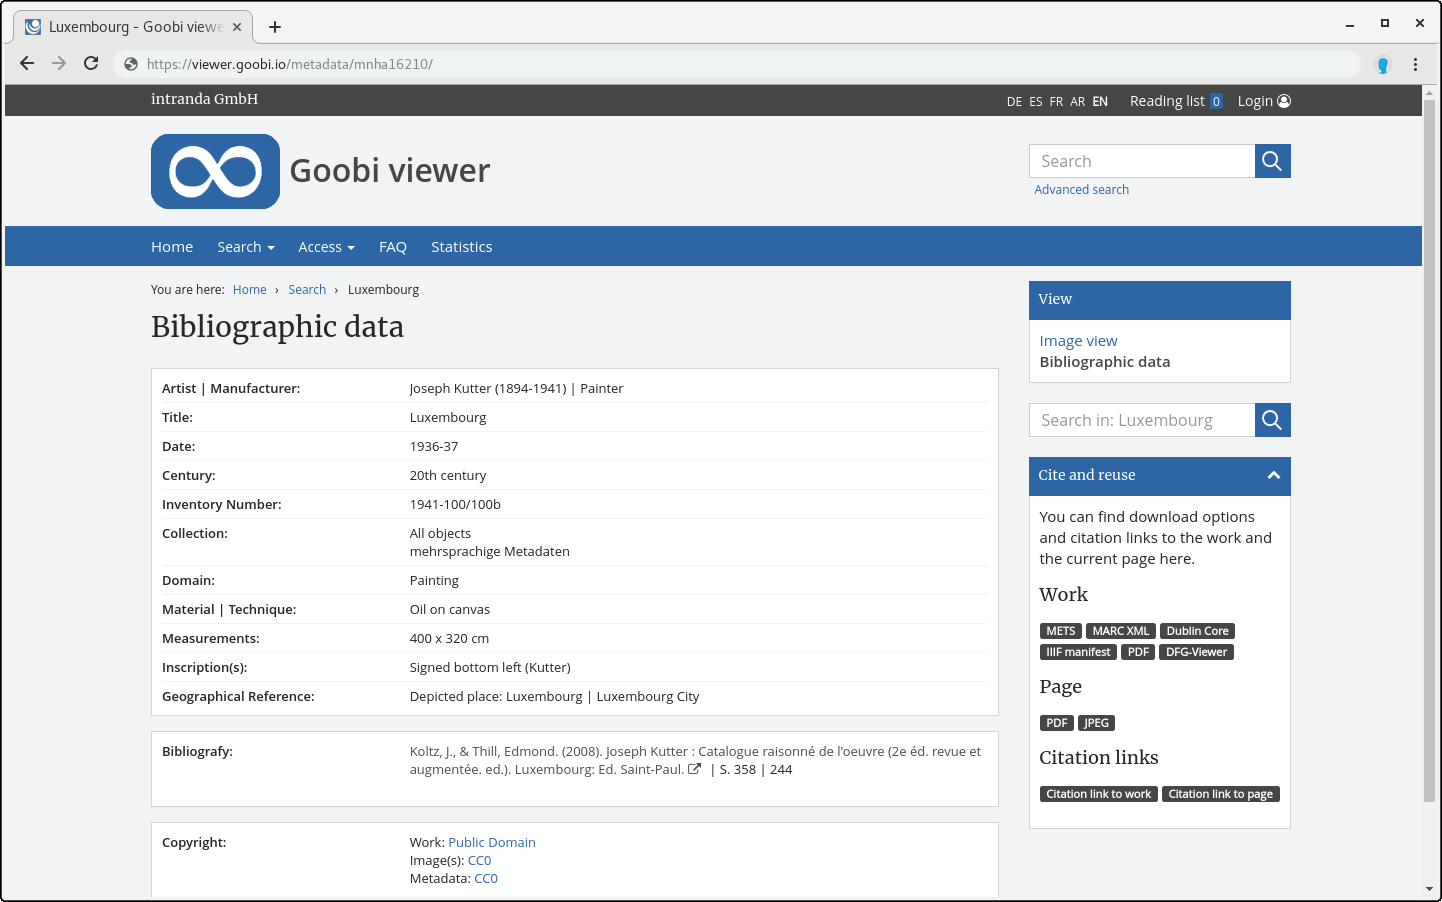 Luxembourg - Goobi viewe
https://viewer.goobi.io/metadata/mnha16210/
intranda GmbH
DE ES FR AR EN Reading list 0 Login
Goobi viewer
Search
Advanced search
Home Search Access FAQ Statistics
You are here: Home › Search › Luxembourg
Bibliographic data
Artist | Manufacturer: Joseph Kutter (1894-1941) | Painter
Title: Luxembourg
Date: 1936-37
Century: 20th century
Inventory Number: 1941-100/100b
Collection: All objects
mehrsprachige Metadaten
Domain: Painting
Material | Technique: Oil on canvas
Measurements: 400 x 320 cm
Inscription(s): Signed bottom left (Kutter)
Geographical Reference: Depicted place: Luxembourg | Luxembourg City
Bibliografy: Koltz, J., & Thill, Edmond. (2008). Joseph Kutter : Catalogue raisonné de l'oeuvre (2e éd. revue et
augmentée. ed.). Luxembourg: Ed. Saint-Paul. | S. 358 | 244
Copyright: Work: Public Domain
Image(s): CC0
Metadata: CC0
View
Image view
Bibliographic data
Search in: Luxembourg
Cite and reuse
You can find download options
and citation links to the work and
the current page here.
Work
METS MARC XML Dublin Core
IIIF manifest PDF DFG-Viewer
Page
PDF JPEG
Citation links
Citation link to work Citation link to page